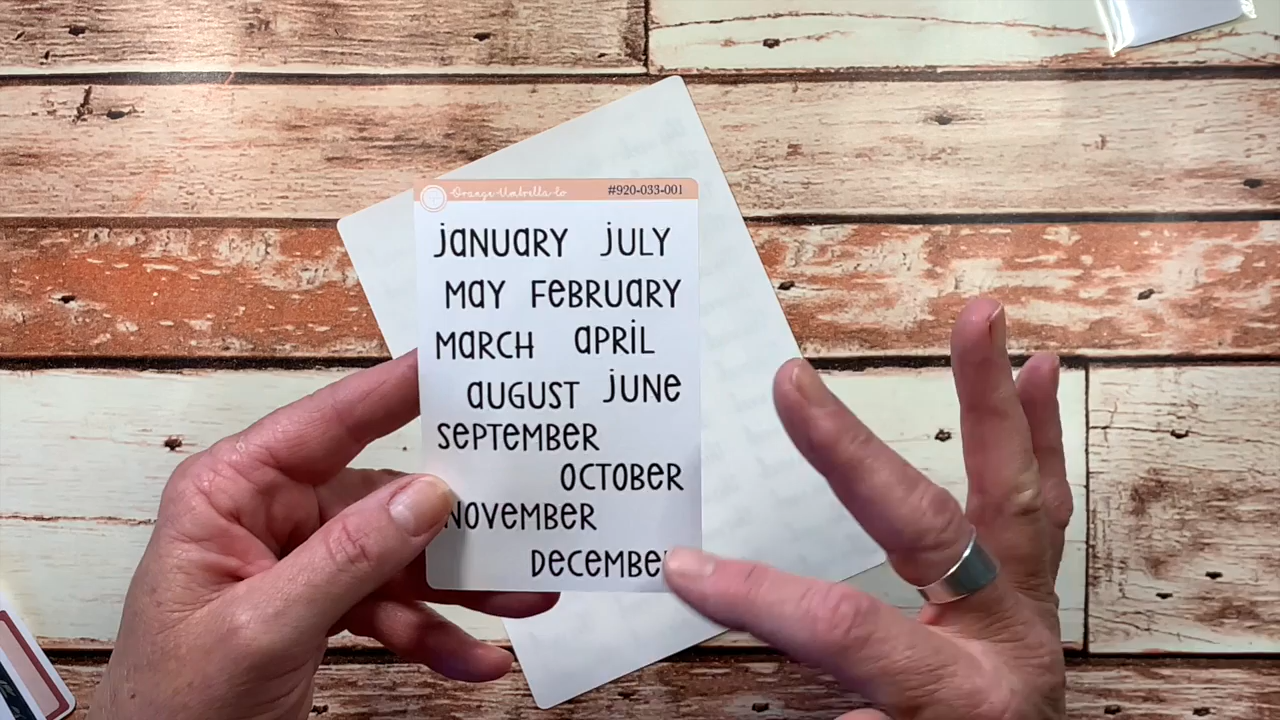 Orange Umbrella Co #920-033-001
JANUARY JULY
MAY FEBRUARY
MARCH APRIL
AUGUST JUNE
SEPTEMBER
OCTOBER
NOVEMBER
DECEMBER